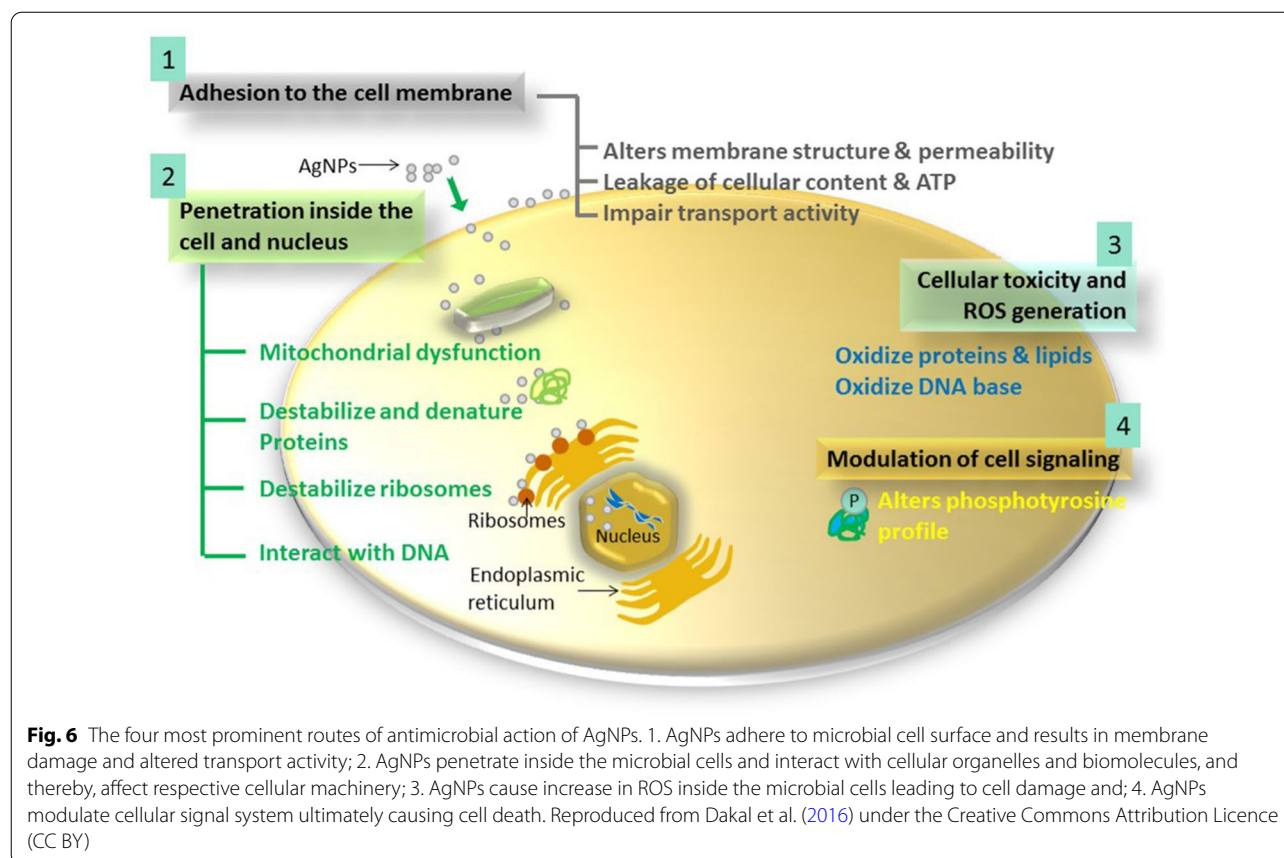 1
Adhesion to the cell membrane
Alters membrane structure & permeability
Leakage of cellular content & ATP
Impair transport activity
AgNPs
2
Penetration inside the
cell and nucleus
Mitochondrial dysfunction
Destabilize and denature
Proteins
Destabilize ribosomes
Interact with DNA
Ribosomes
Nucleus
Endoplasmic
reticulum
3
Cellular toxicity and
ROS generation
Oxidize proteins & lipids
Oxidize DNA base
4
Modulation of cell signaling
P
Alters phosphotyrosine
profile
Fig. 6 The four most prominent routes of antimicrobial action of AgNPs. 1. AgNPs adhere to microbial cell surface and results in membrane
damage and altered transport activity; 2. AgNPs penetrate inside the microbial cells and interact with cellular organelles and biomolecules, and
thereby, affect respective cellular machinery; 3. AgNPs cause increase in ROS inside the microbial cells leading to cell damage and; 4. AgNPs
modulate cellular signal system ultimately causing cell death. Reproduced from Dakal et al. (2016) under the Creative Commons Attribution Licence
(CC BY)